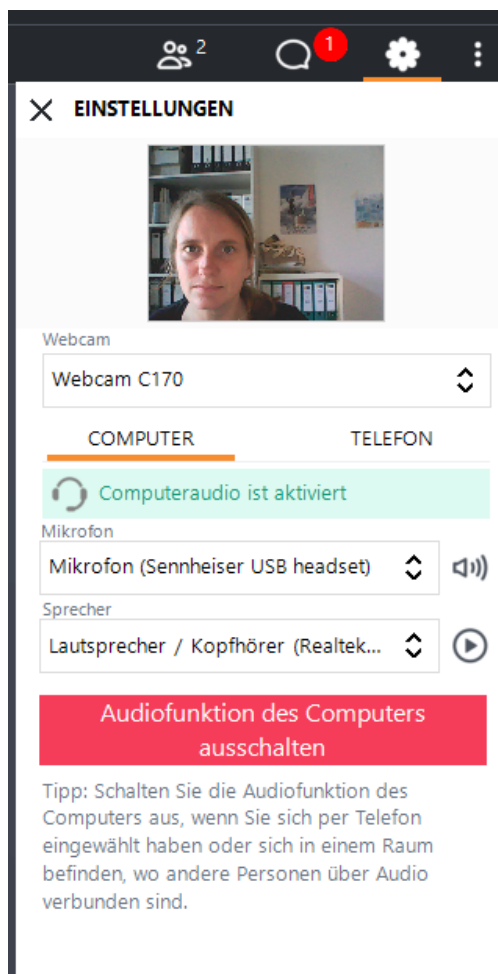 2
1
EINSTELLUNGEN
Webcam
Webcam C170
COMPUTER TELEFON
Computeraudio ist aktiviert
Mikrofon
Mikrofon (Sennheiser USB headset)
Sprecher
Lautsprecher / Kopfhörer (Realtek...
Audiofunktion des Computers
ausschalten
Tipp: Schalten Sie die Audiofunktion des
Computers aus, wenn Sie sich per Telefon
eingewählt haben oder sich in einem Raum
befinden, wo andere Personen über Audio
verbunden sind.